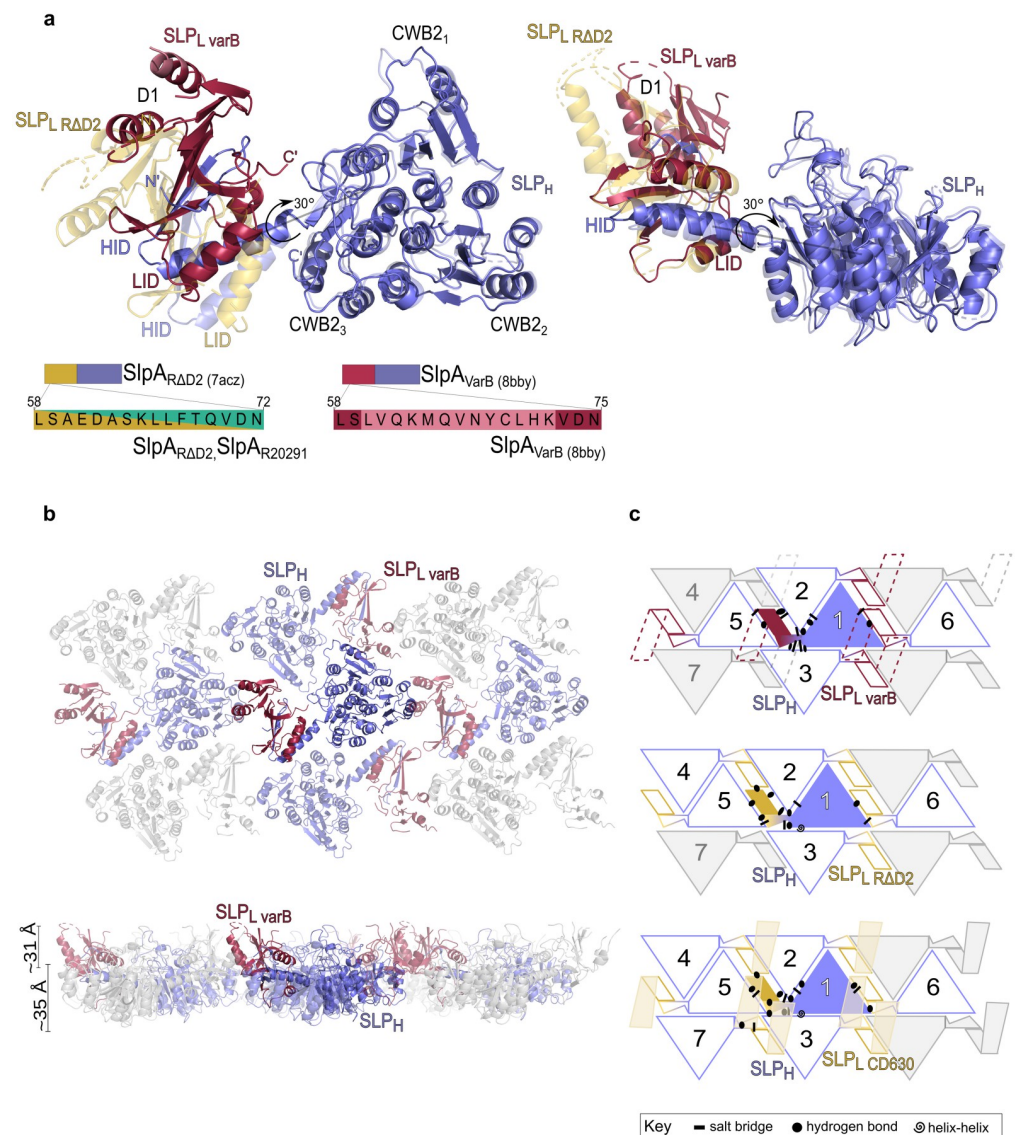 a
SLPL varB
D1
SLPL RΔD2
N'
N'
C'
30°
HID
LID
HID
LID
C'
CWB21
SLPH
CWB23
CWB22
SLPL RΔD2
SLPL varB
D1
SLPH
30°
HID
LID
SlpARΔD2 (7acz)
58 72
L S A E D A S K L L F T Q V D N
SlpARΔD2, SlpAR20291
SlpAVarB (8bby)
58 75
L S L V Q K M Q V N Y C L H K V D N
SlpAVarB (8bby)
b
SLPH
SLPL varB
SLPL varB
~31 Å
~35 Å
SLPH
c
4 2
5 1 6
7 3
SLPH
SLPL varB
4 2
5 1 6
7 3
SLPH
SLPL RΔD2
4 2
5 1 6
7 3
SLPH
SLPL CD630
Key salt bridge hydrogen bond helix-helix